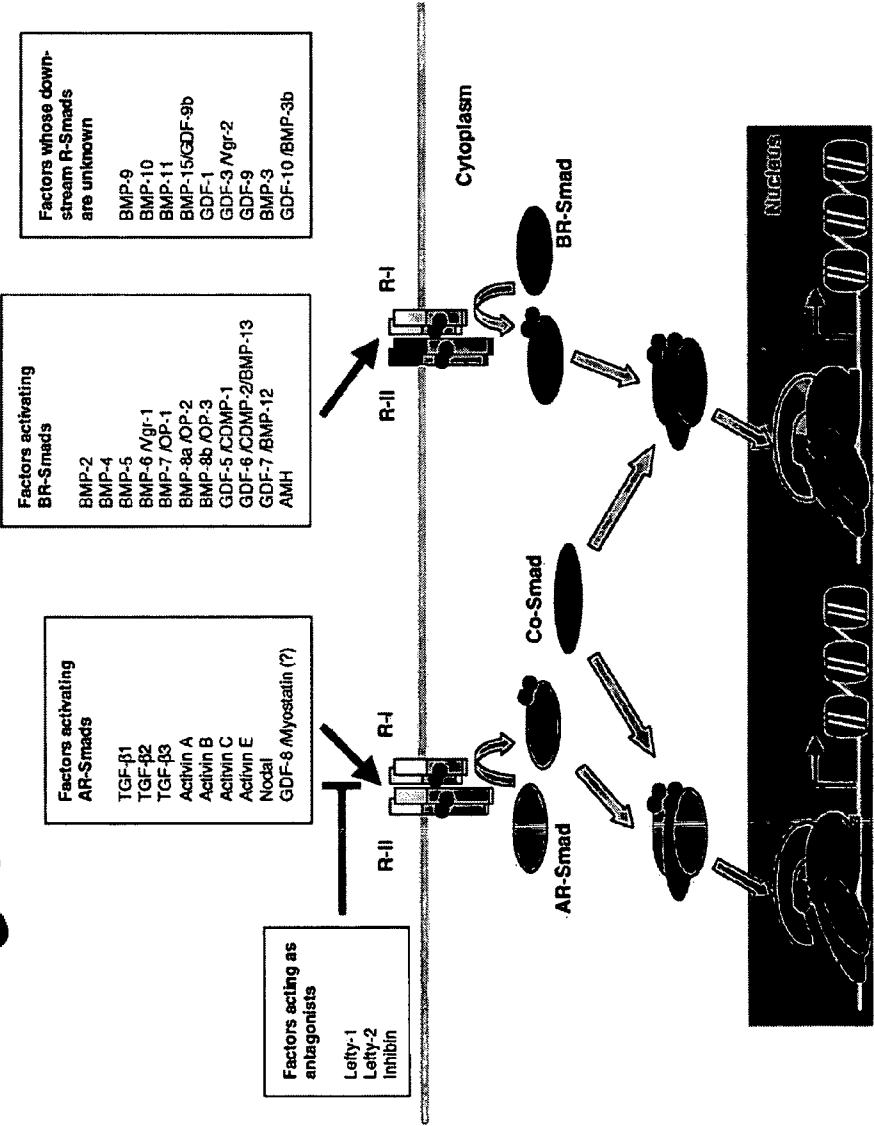 Factors acting as
antagonists
Lefty-1
Lefty-2
Inhibin
Factors activating
AR-Smads
TGF-β1
TGF-β2
TGF-β3
Activin A
Activin B
Activin C
Activin E
Nodal
GDF-8 /Myostatin (?)
Factors activating
BR-Smads
BMP-2
BMP-4
BMP-5
BMP-6 /Vgr-1
BMP-7 /OP-1
BMP-8a /OP-2
BMP-8b /OP-3
GDF-5 /CDMP-1
GDF-6 /CDMP-2/BMP-13
GDF-7 /BMP-12
AMH
Factors whose down-
stream R-Smads
are unknown
BMP-9
BMP-10
BMP-11
BMP-15/GDF-9b
GDF-1
GDF-3 /Vgr-2
GDF-9
BMP-3
GDF-10 /BMP-3b
R-II
R-I
R-II
R-I
Cytoplasm
AR-Smad
Co-Smad
BR-Smad
Nucleus